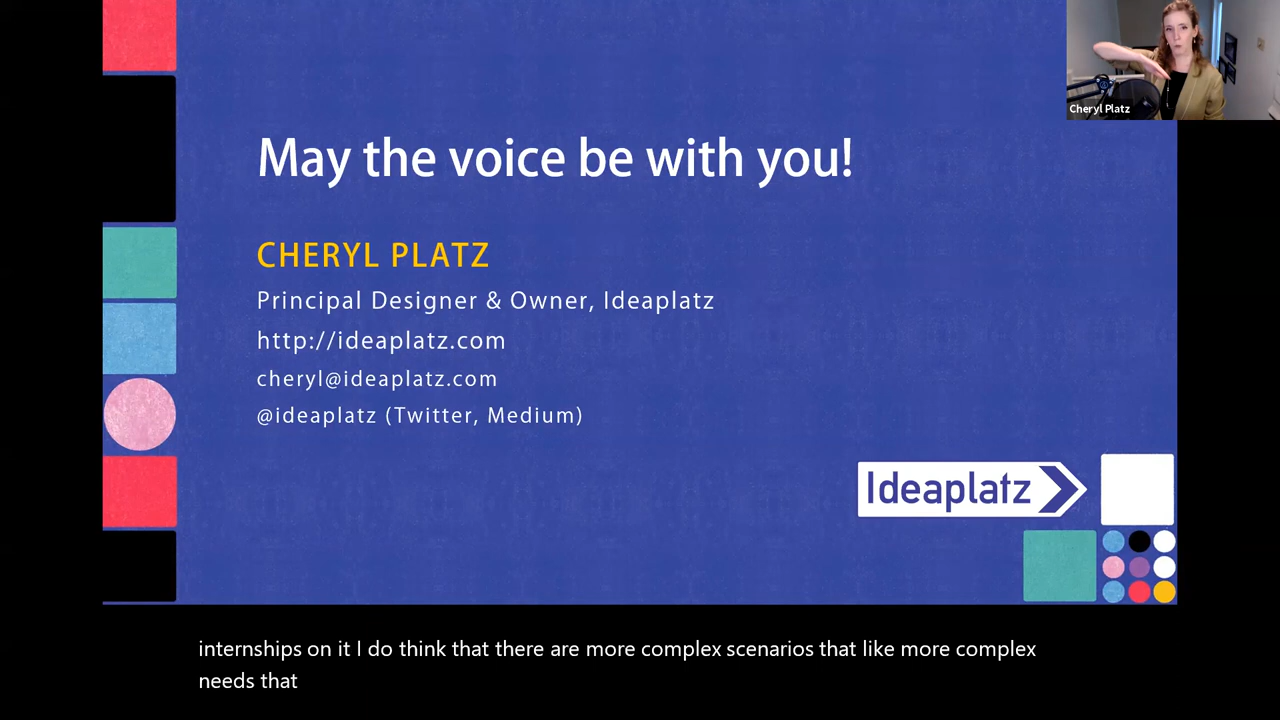 Cheryl Platz
May the voice be with you!
CHERYL PLATZ
Principal Designer & Owner, Ideaplatz
http://ideaplatz.com
cheryl@ideaplatz.com
@ideaplatz (Twitter, Medium)
Ideaplatz
internships on it I do think that there are more complex scenarios that like more complex
needs that